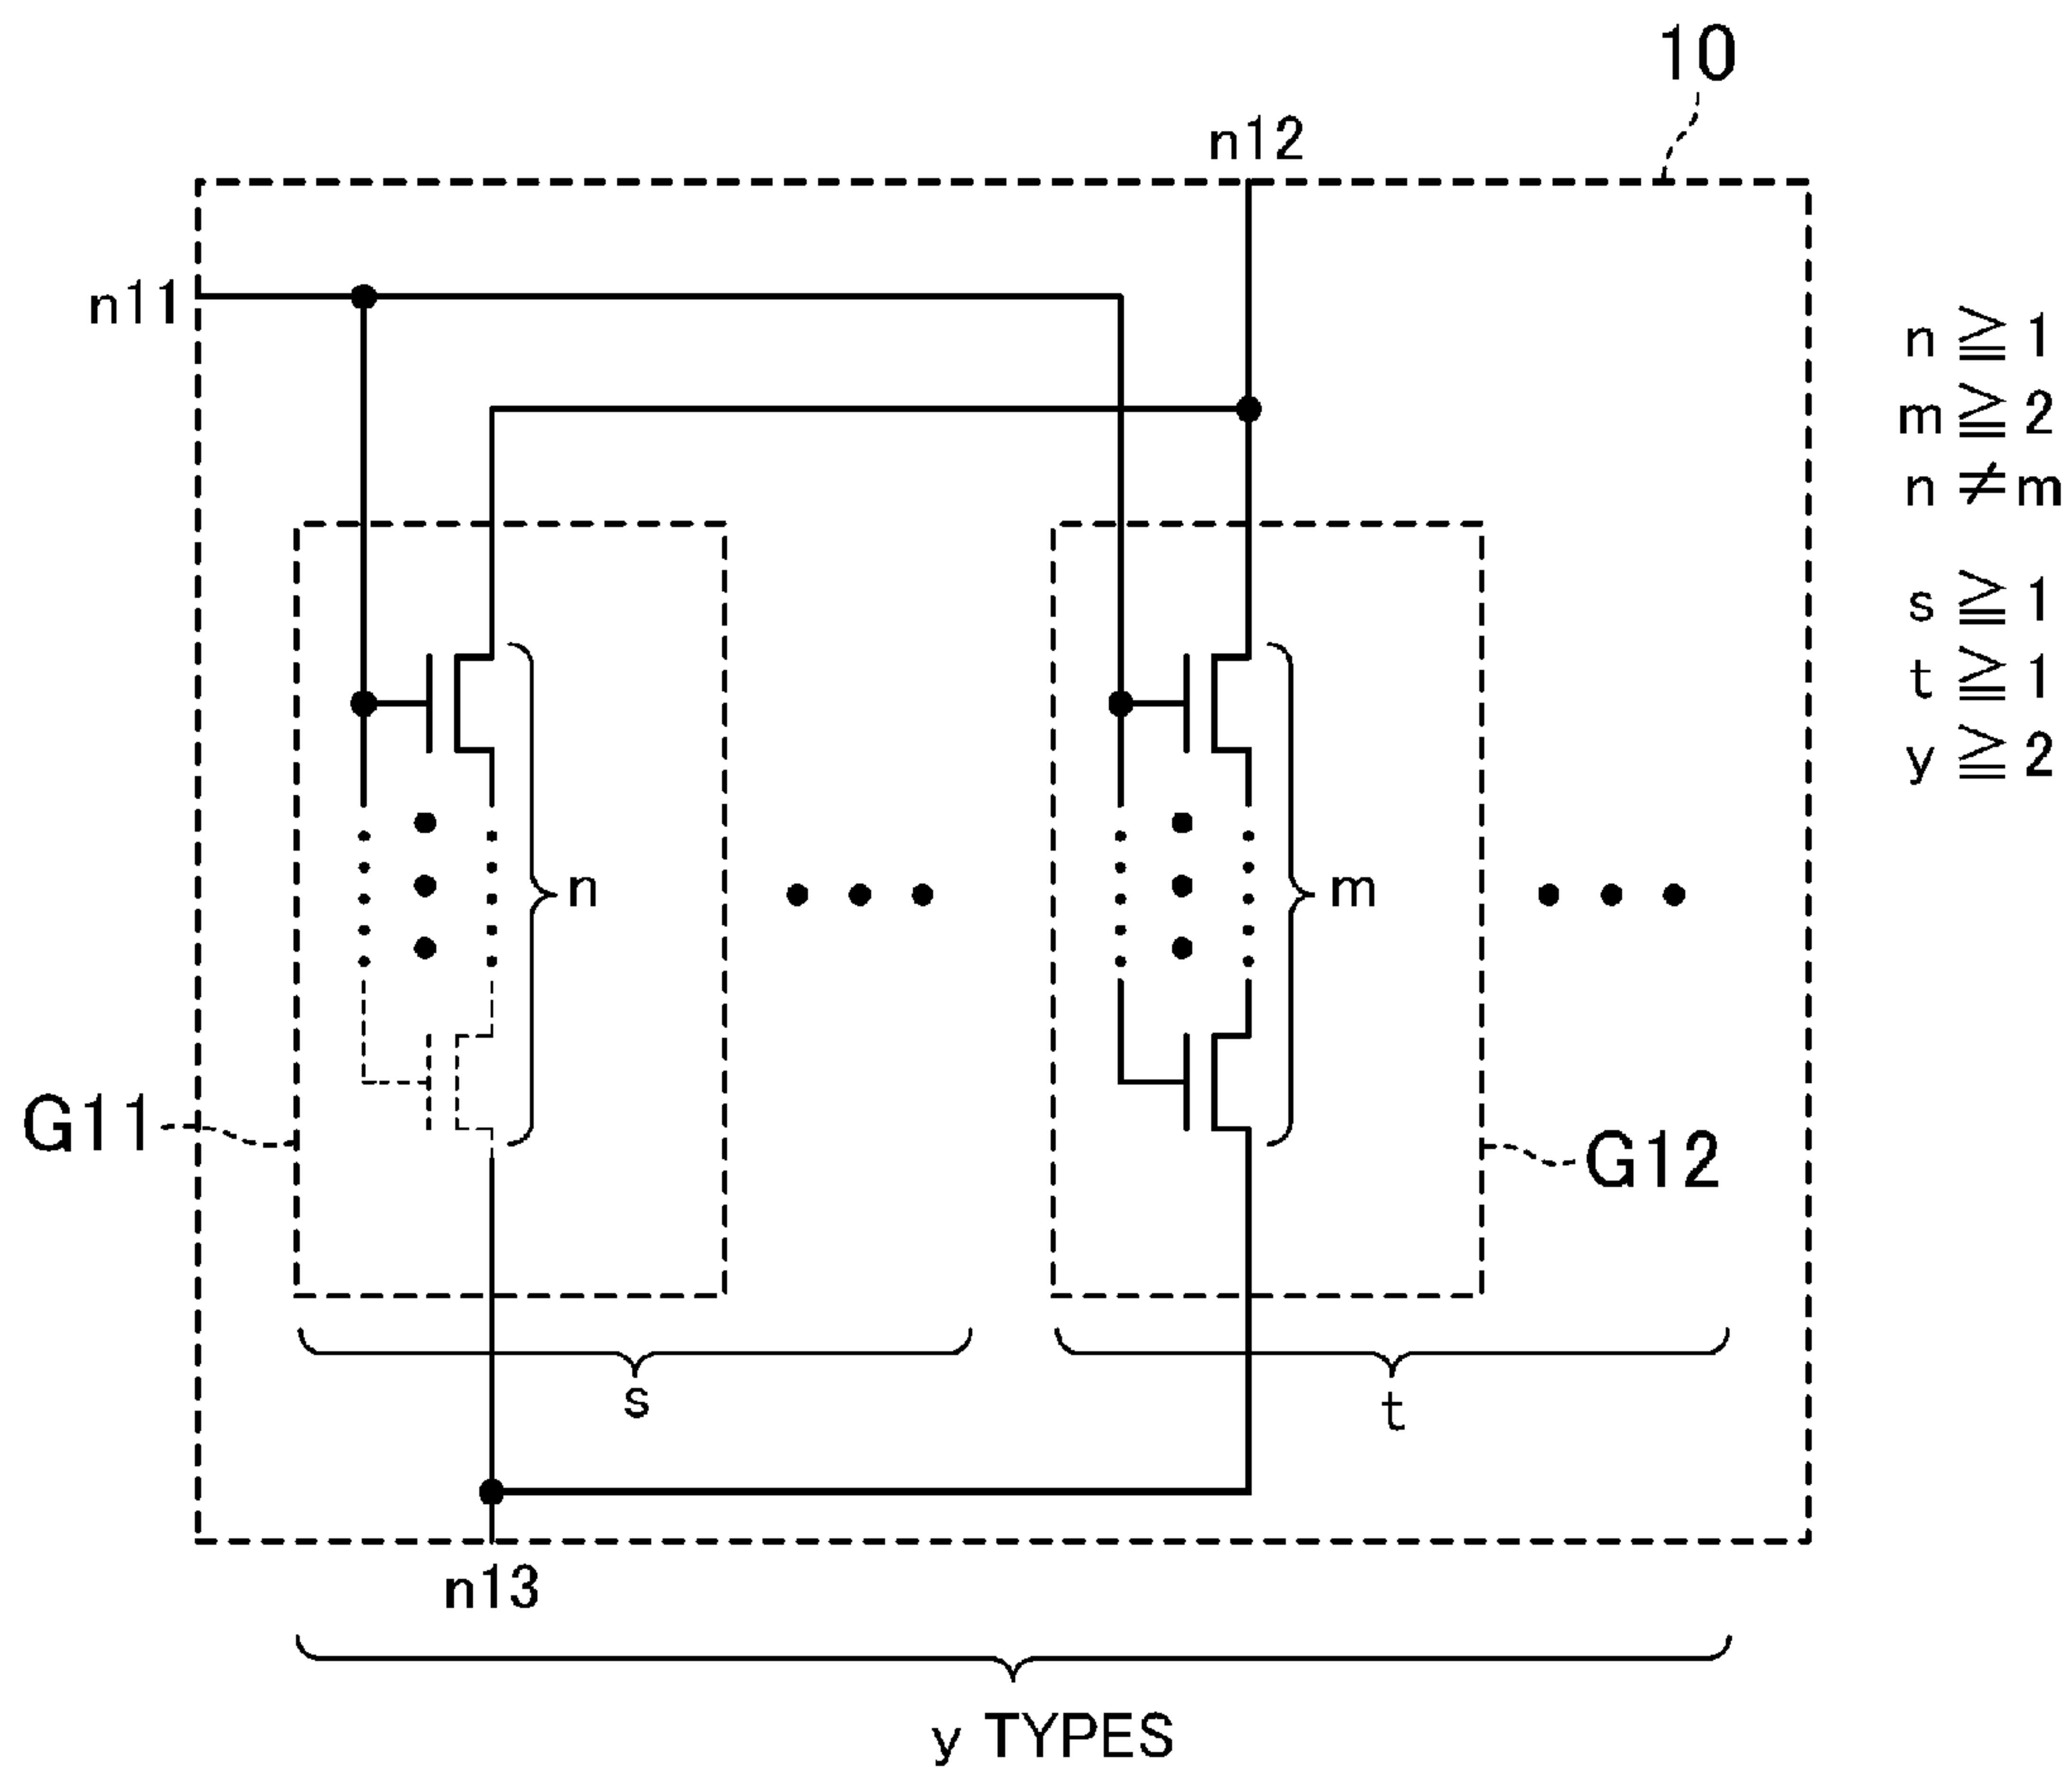 10
n12
n11
n ≧ 1
m ≧ 2
n ≠ m
s ≧ 1
t ≧ 1
y ≧ 2
n
m
G11
G12
s
t
n13
y TYPES